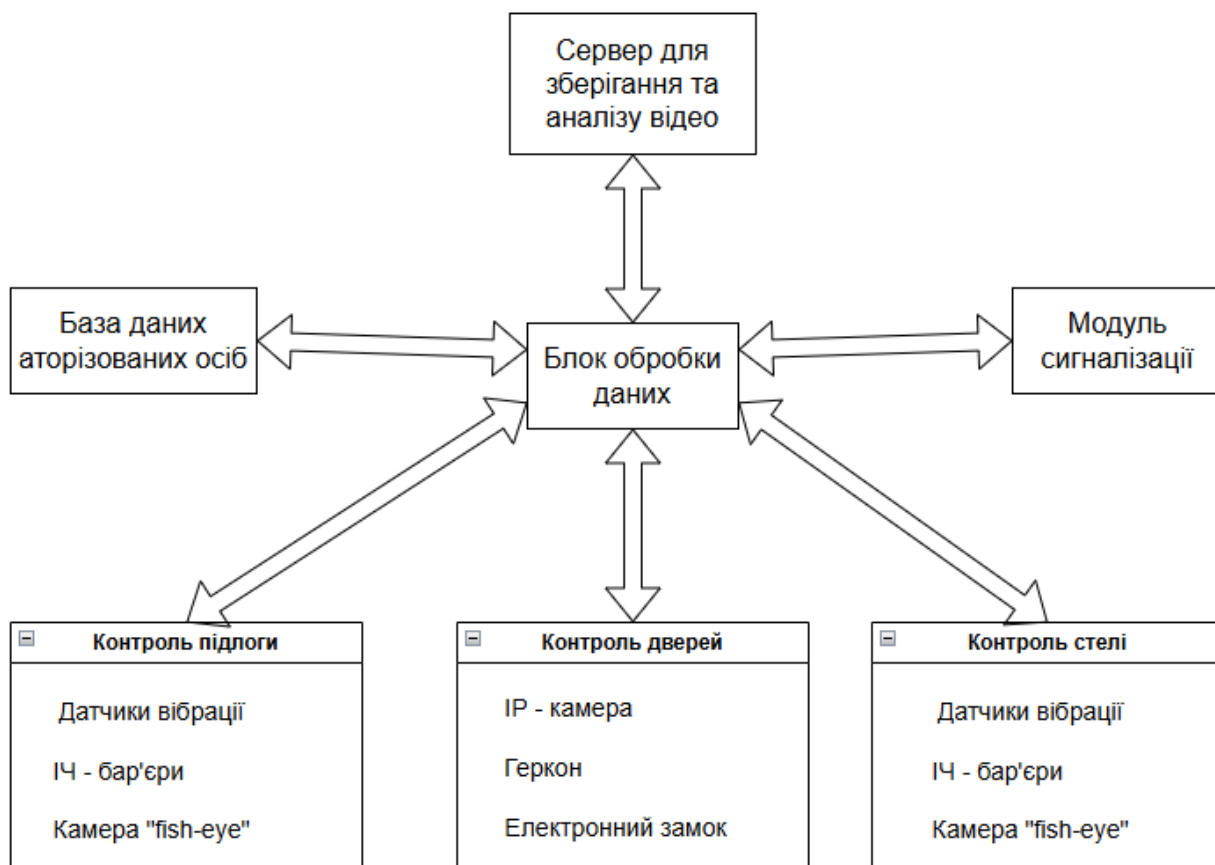 Сервер для
зберігання та
аналізу відео
База даних
аторізованих осіб
Блок обробки
даних
Модуль
сигналізації
Контроль підлоги
Датчики вібрації
ІЧ - бар'єри
Камера "fish-eye"
Контроль дверей
IP - камера
Геркон
Електронний замок
Контроль стелі
Датчики вібрації
ІЧ - бар'єри
Камера "fish-eye"